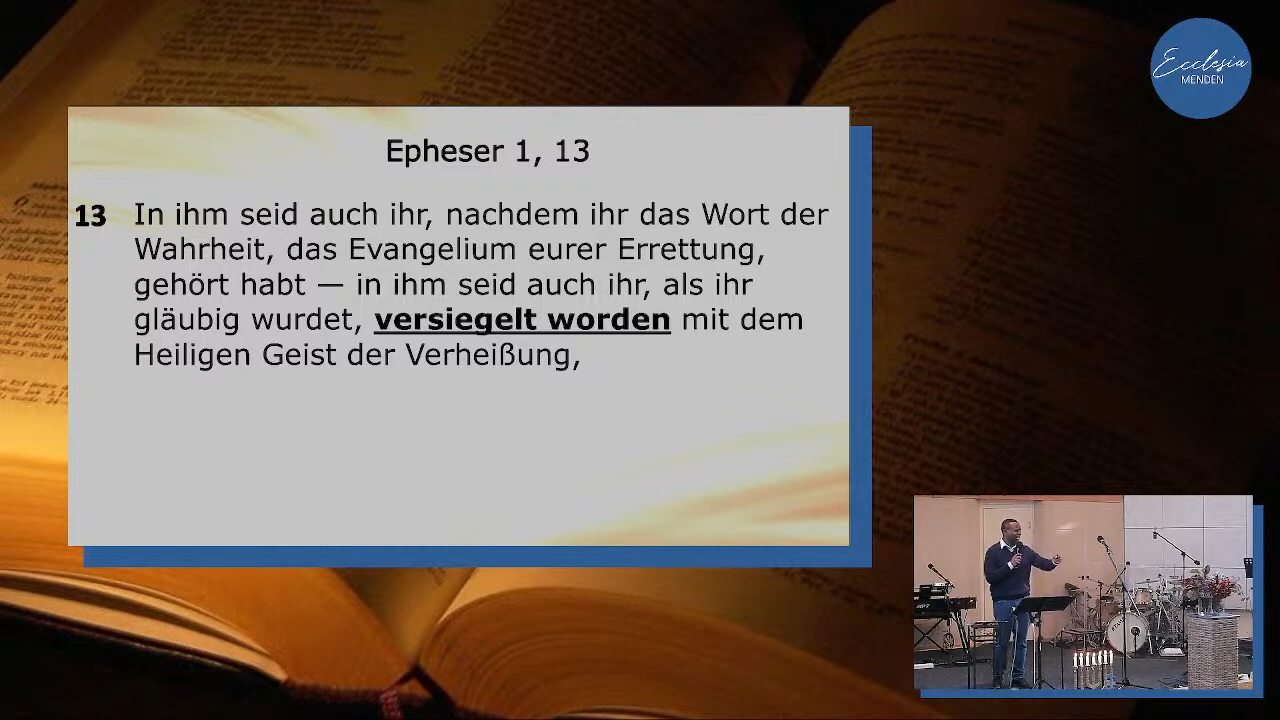 Ecclesia
MENDEN
Epheser 1, 13
13 In ihm seid auch ihr, nachdem ihr das Wort der
Wahrheit, das Evangelium eurer Errettung,
gehört habt — in ihm seid auch ihr, als ihr
gläubig wurdet, versiegelt worden mit dem
Heiligen Geist der Verheißung,